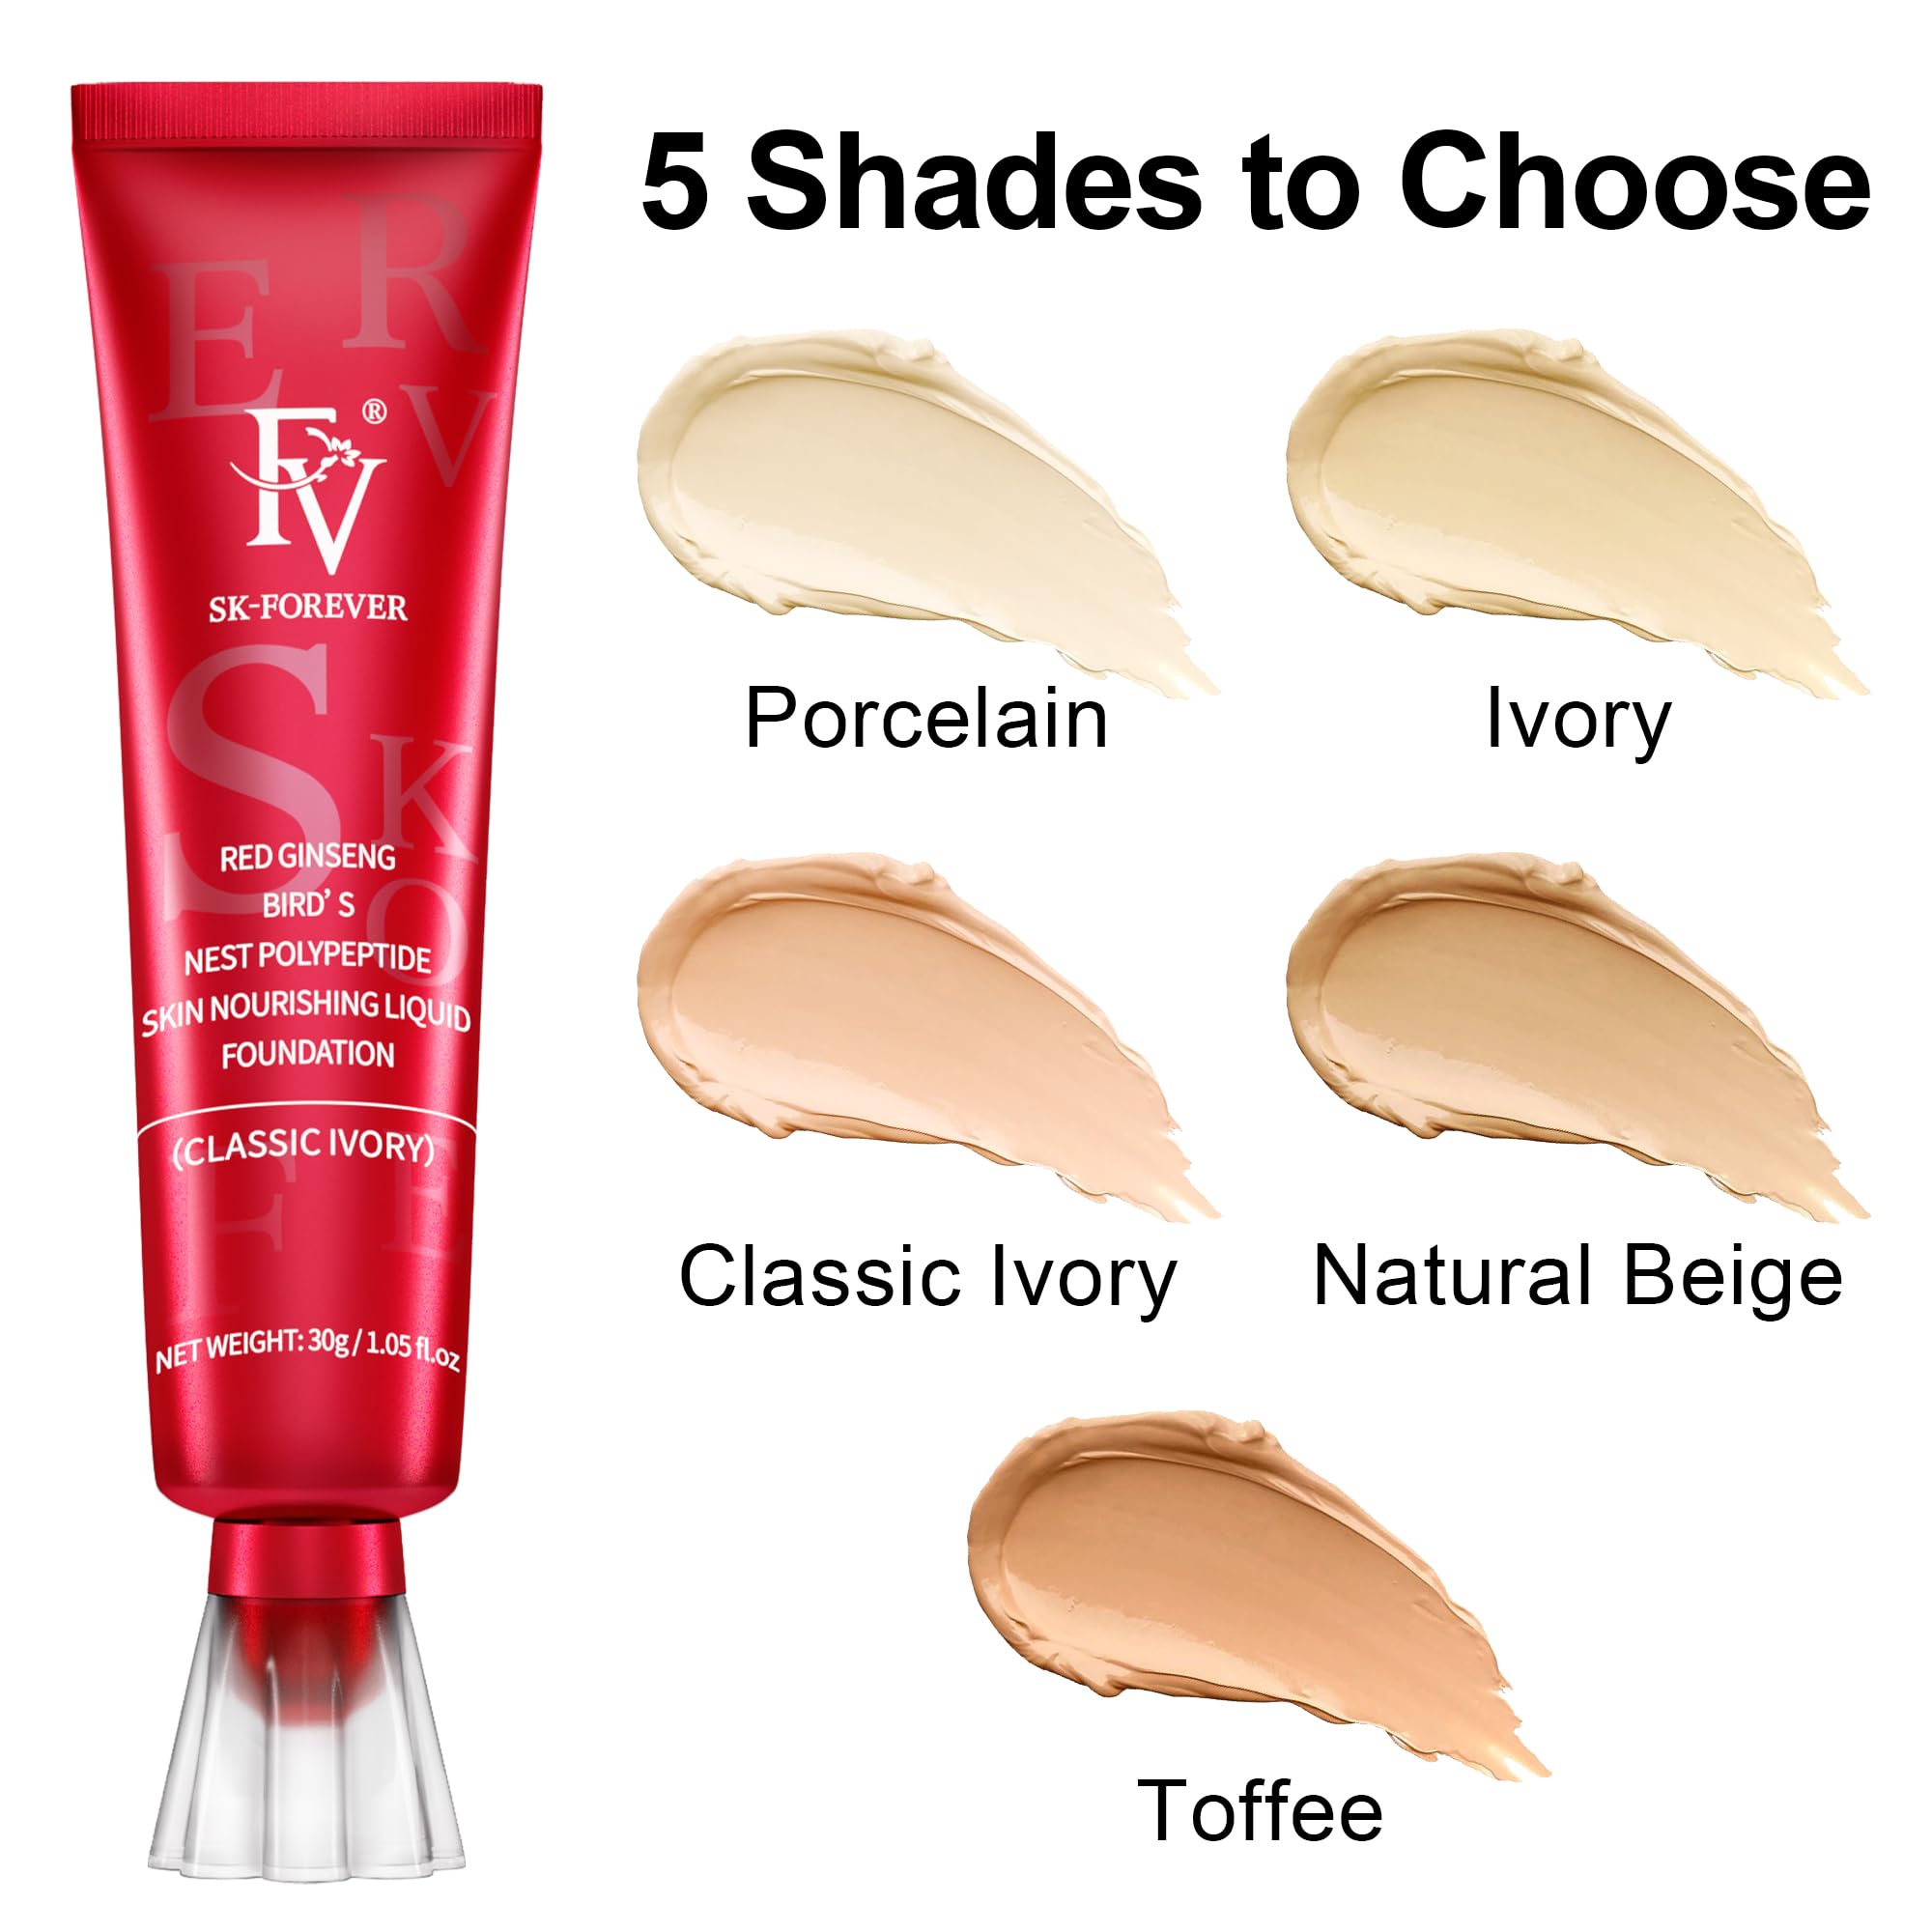 5 Shades to Choose
E
R
V
FV®
SK-FOREVER
S
K
O
RED GINSENG
BIRD’S
NEST POLYPEPTIDE
SKIN NOURISHING LIQUID
FOUNDATION
(CLASSIC IVORY)
F
E
NET WEIGHT: 30g / 1.05 fl.oz
Porcelain
Ivory
Classic Ivory
Natural Beige
Toffee